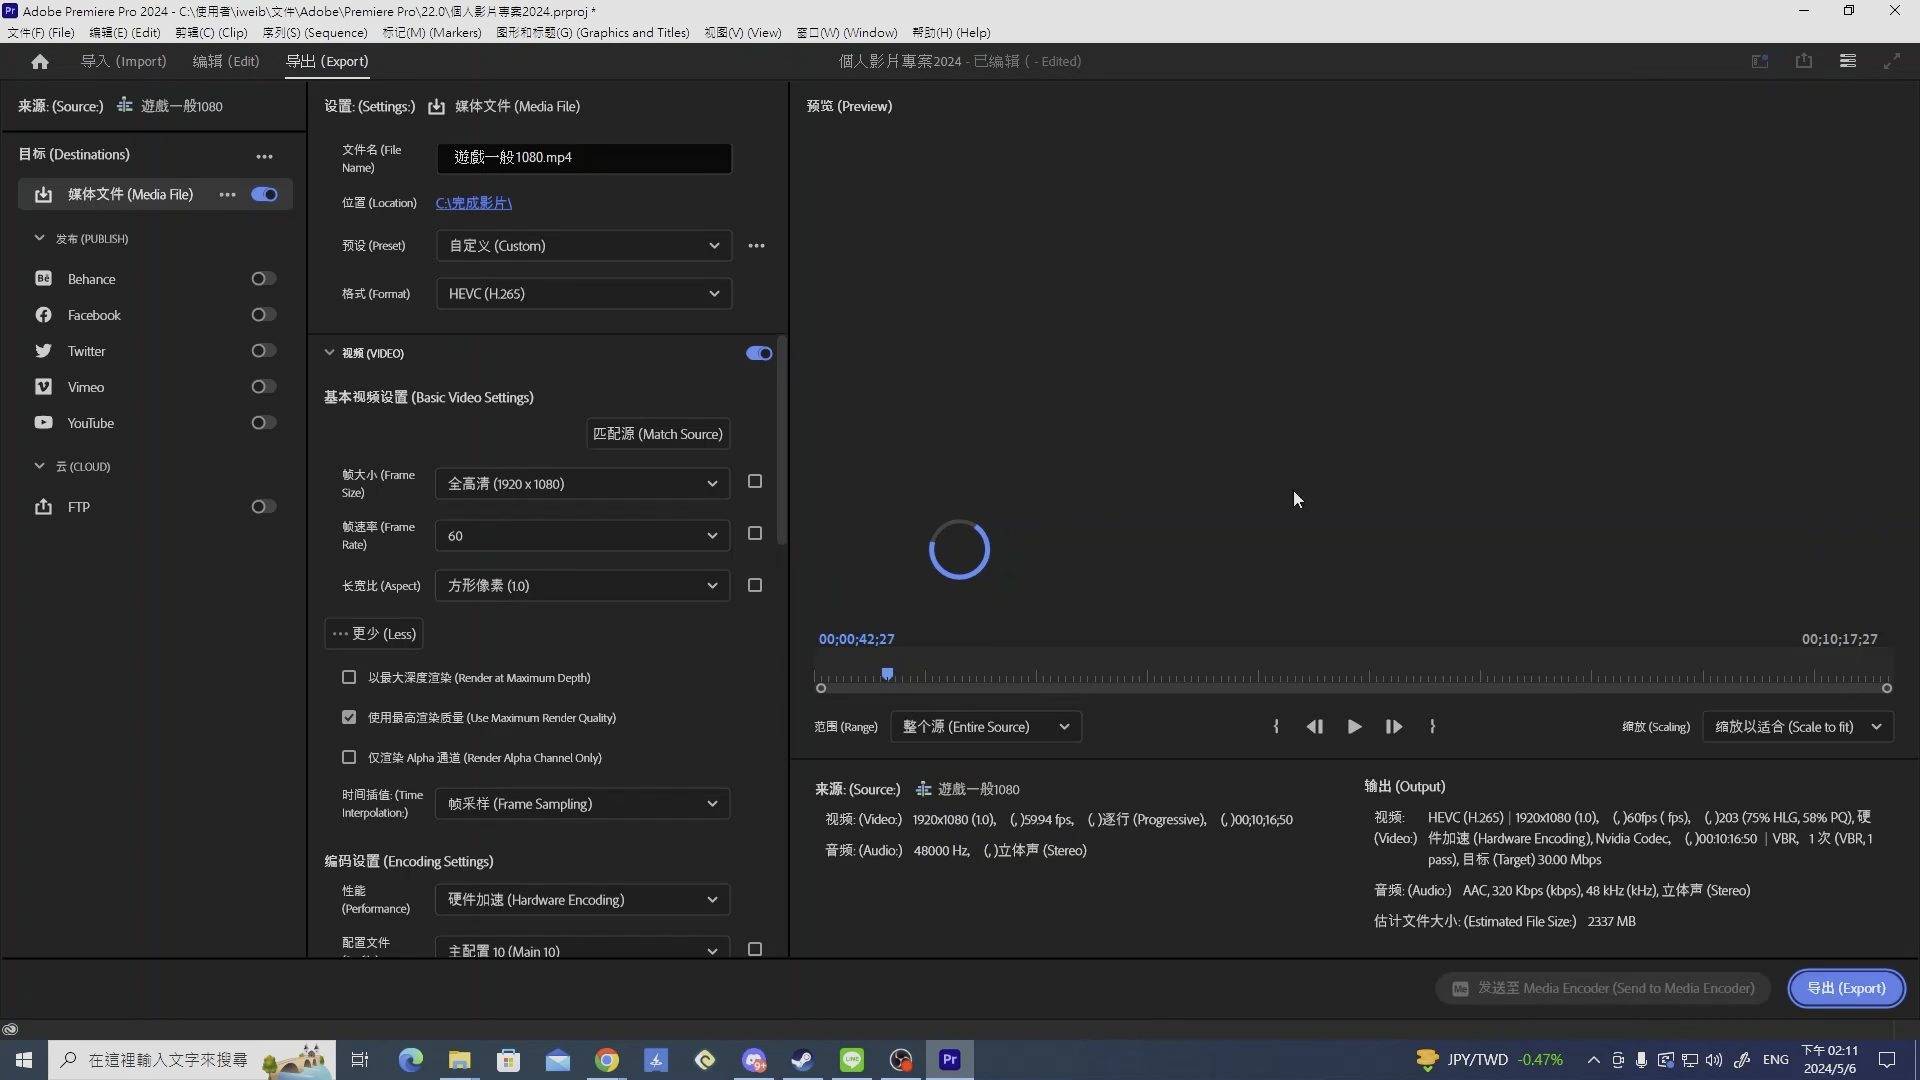 Adobe Premiere Pro 2024 - C:\使用者\iweib\文件\Adobe\Premiere Pro\22.0\個人影片專案2024.prproj *
文件(F) (File) 编辑(E) (Edit) 剪辑(C) (Clip) 序列(S) (Sequence) 标记(M) (Markers) 图形和标题(G) (Graphics and Titles) 视图(V) (View) 窗口(W) (Window) 帮助(H) (Help)
导入 (Import) 编辑 (Edit) 导出 (Export) 個人影片專案2024 - 已编辑 ( - Edited)
来源: (Source:) 遊戲一般1080
目标 (Destinations)
媒体文件 (Media File)
发布 (PUBLISH)
Behance
Facebook
Twitter
Vimeo
YouTube
云 (CLOUD)
FTP
设置: (Settings:) 媒体文件 (Media File)
文件名 (File Name) 遊戲一般1080.mp4
位置 (Location) C:\完成影片\
预设 (Preset) 自定义 (Custom)
格式 (Format) HEVC (H.265)
视频 (VIDEO)
基本视频设置 (Basic Video Settings)
匹配源 (Match Source)
帧大小 (Frame Size) 全高清 (1920 x 1080)
帧速率 (Frame Rate) 60
长宽比 (Aspect) 方形像素 (1.0)
更少 (Less)
以最大深度渲染 (Render at Maximum Depth)
使用最高渲染质量 (Use Maximum Render Quality)
仅渲染 Alpha 通道 (Render Alpha Channel Only)
时间插值: (Time Interpolation:) 帧采样 (Frame Sampling)
编码设置 (Encoding Settings)
性能 (Performance) 硬件加速 (Hardware Encoding)
配置文件 主配置 10 (Main 10)
预览 (Preview)
00;00;42;27 00;10;17;27
范围 (Range) 整个源 (Entire Source) 缩放 (Scaling) 缩放以适合 (Scale to fit)
来源: (Source:) 遊戲一般1080
视频: (Video:) 1920x1080 (1.0), (, )59.94 fps, (, )逐行 (Progressive), (, )00;10;16;50
音频: (Audio:) 48000 Hz, (, )立体声 (Stereo)
输出 (Output)
视频: (Video:) HEVC (H.265) | 1920x1080 (1.0), (, )60fps ( fps), (, )203 (75% HLG, 58% PQ), 硬
件加速 (Hardware Encoding), Nvidia Codec, (, )00:10:16:50 | VBR, 1 次 (VBR, 1
pass), 目标 (Target) 30.00 Mbps
音频: (Audio:) AAC, 320 Kbps (kbps), 48 kHz (kHz), 立体声 (Stereo)
估计文件大小: (Estimated File Size:) 2337 MB
Me 发送至 Media Encoder (Send to Media Encoder) 导出 (Export)
在這裡輸入文字來搜尋 9+ LINE Pr JPY/TWD -0.47% ENG 下午 02:11
2024/5/6